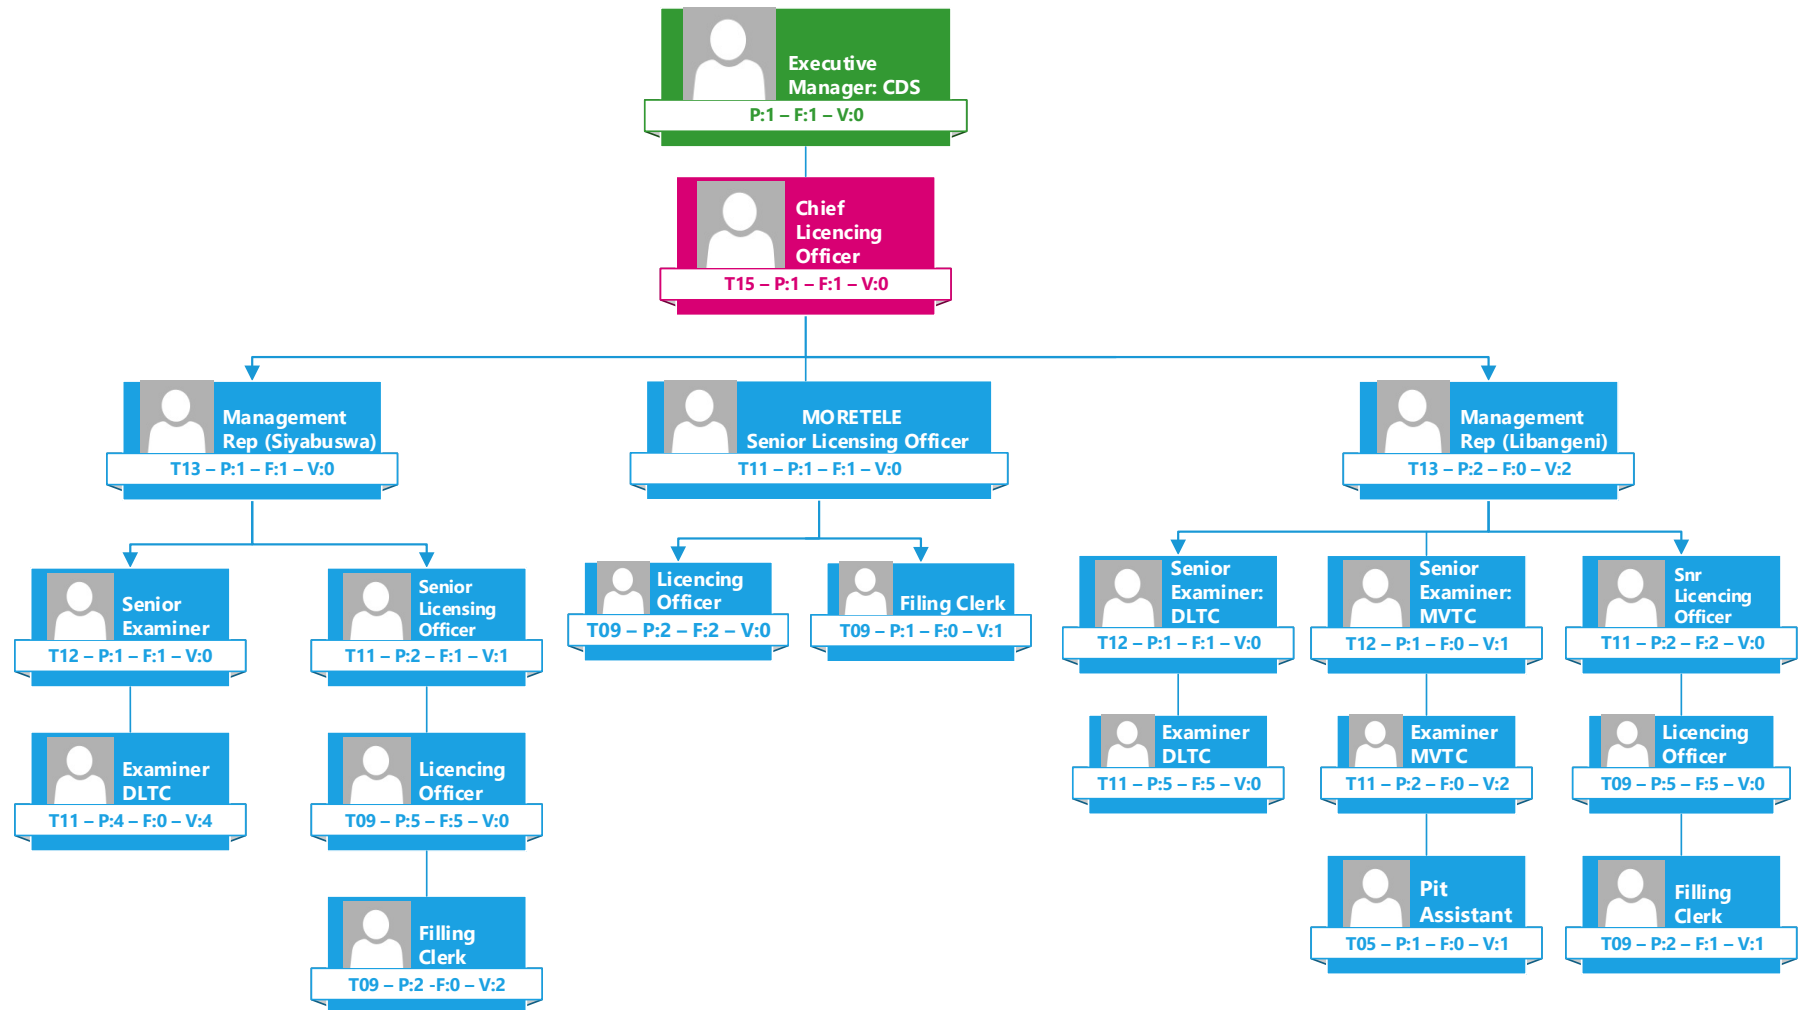 Executive
Manager: CDS
P:1 – F:1 – V:0
Chief
Licencing
Officer
T15 – P:1 – F:1 – V:0
Management
Rep (Siyabuswa)
T13 – P:1 – F:1 – V:0
MORETELE
Senior Licensing Officer
T11 – P:1 – F:1 – V:0
Management
Rep (Libangeni)
T13 – P:2 – F:0 – V:2
Senior
Examiner
T12 – P:1 – F:1 – V:0
Senior
Licensing
Officer
T11 – P:2 – F:1 – V:1
Licencing
Officer
T09 – P:2 – F:2 – V:0
Filing Clerk
T09 – P:1 – F:0 – V:1
Senior
Examiner:
DLTC
T12 – P:1 – F:1 – V:0
Senior
Examiner:
MVTC
T12 – P:1 – F:0 – V:1
Snr
Licencing
Officer
T11 – P:2 – F:2 – V:0
Examiner
DLTC
T11 – P:4 – F:0 – V:4
Licencing
Officer
T09 – P:5 – F:5 – V:0
Examiner
DLTC
T11 – P:5 – F:5 – V:0
Examiner
MVTC
T11 – P:2 – F:0 – V:2
Licencing
Officer
T09 – P:5 – F:5 – V:0
Filling
Clerk
T09 – P:2 -F:0 – V:2
Pit
Assistant
T05 – P:1 – F:0 – V:1
Filling
Clerk
T09 – P:2 – F:1 – V:1